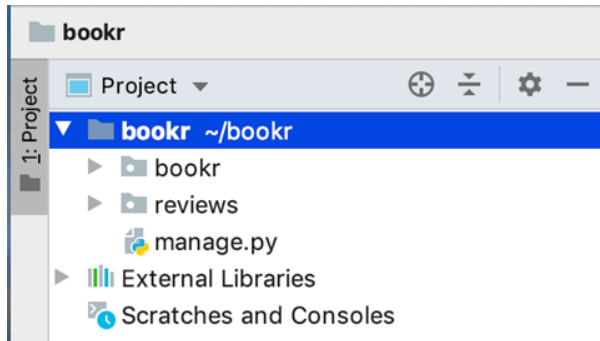 bookr
1: Project
Project
bookr ~/bookr
bookr
reviews
manage.py
External Libraries
Scratches and Consoles